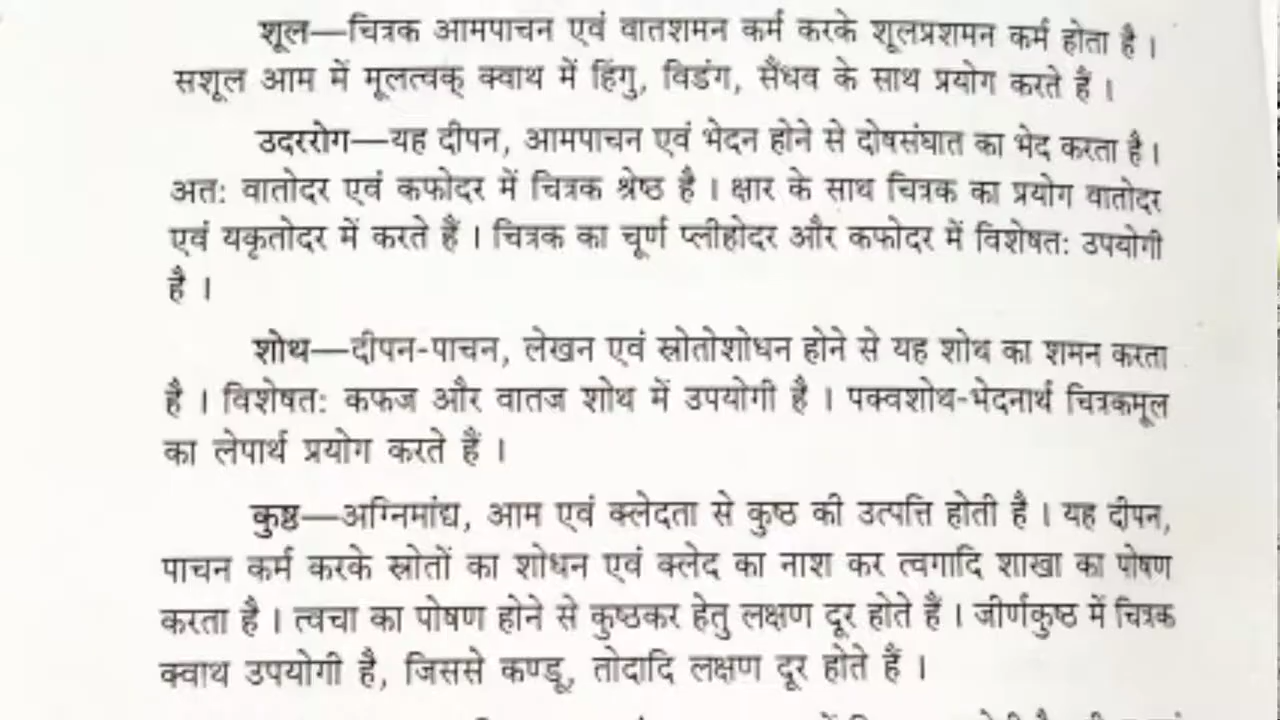 शूल—चित्रक आमपाचन एवं वातशमन कर्म करके शूलप्रशमन कर्म होता है ।
सशूल आम में मूलत्वक् क्वाथ में हिंगु, विडंग, सैंधव के साथ प्रयोग करते हैं ।
उदररोग—यह दीपन, आमपाचन एवं भेदन होने से दोषसंघात का भेद करता है ।
अतः वातोदर एवं कफोदर में चित्रक श्रेष्ठ है । क्षार के साथ चित्रक का प्रयोग वातोदर
एवं यकृतोदर में करते हैं । चित्रक का चूर्ण प्लीहोदर और कफोदर में विशेषतः उपयोगी
है ।
शोथ—दीपन-पाचन, लेखन एवं स्रोतोशोधन होने से यह शोथ का शमन करता
है । विशेषतः कफज और वातज शोथ में उपयोगी है । पक्वशोथ-भेदनार्थ चित्रकमूल
का लेपार्थ प्रयोग करते हैं ।
कुष्ठ—अग्निमांद्य, आम एवं क्लेदता से कुष्ठ की उत्पत्ति होती है । यह दीपन,
पाचन कर्म करके स्रोतों का शोधन एवं क्लेद का नाश कर त्वगादि शाखा का पोषण
करता है । त्वचा का पोषण होने से कुष्ठकर हेतु लक्षण दूर होते हैं । जीर्णकुष्ठ में चित्रक
क्वाथ उपयोगी है, जिससे कण्डू, तोदादि लक्षण दूर होते हैं ।